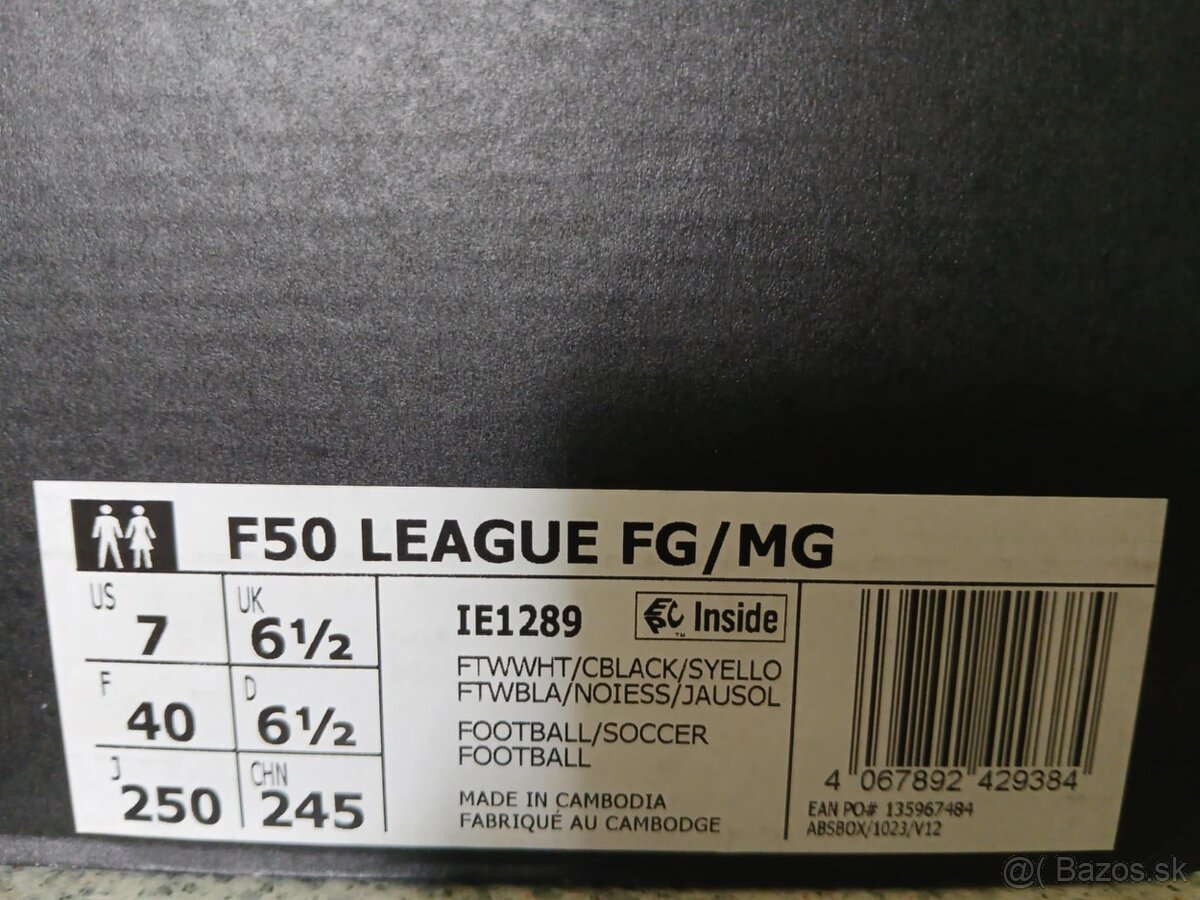 F50 LEAGUE FG/MG
US 7
UK 6½
F 40
D 6½
J 250
CHN 245
IE1289
Inside
TM
FTWWHT/CBLACK/SYELLO
FTWBLA/NOIESS/JAUSOL
FOOTBALL/SOCCER
FOOTBALL
MADE IN CAMBODIA
FABRIQUÉ AU CAMBODGE
4 067892 429384
EAN PO# 135967484
ABSBOX/1023/V12
@( Bazos.sk